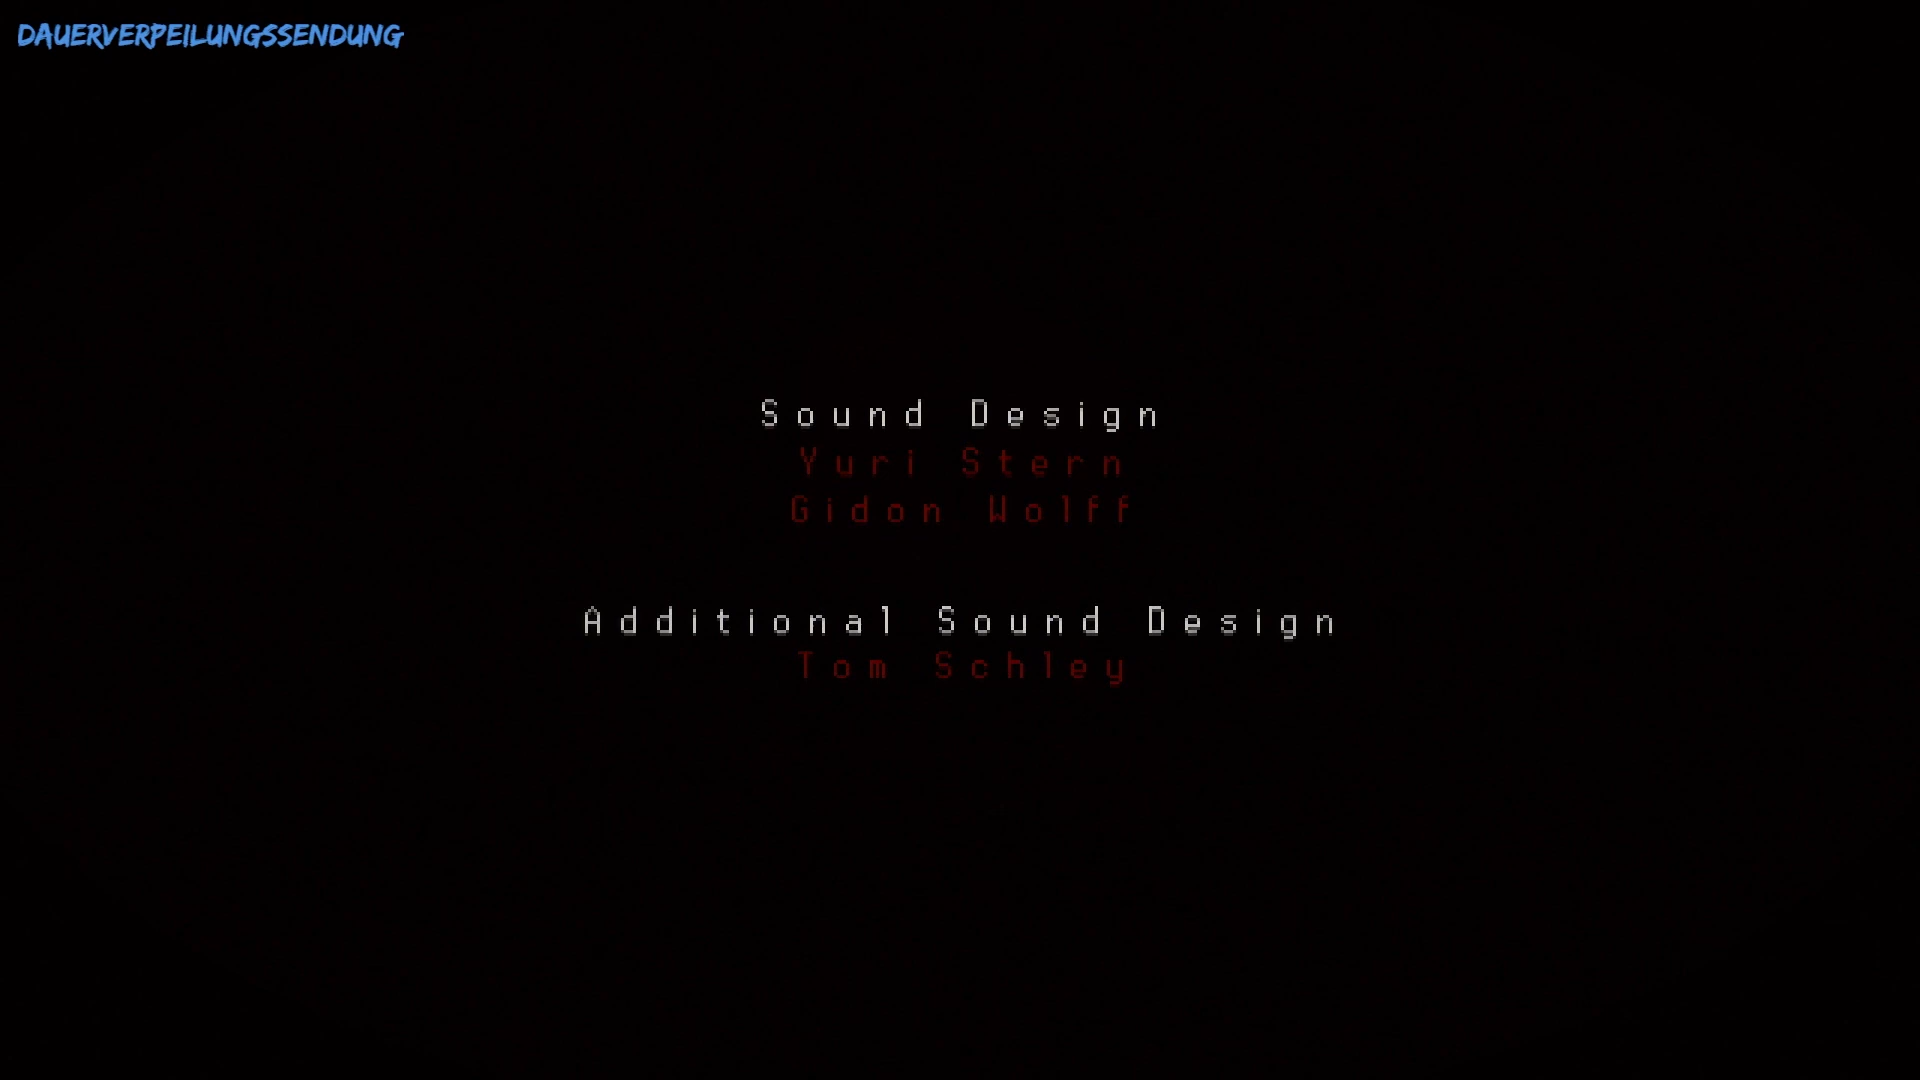 DAUERVERPEILUNGSSENDUNG
Sound Design
Yuri Stern
Gidon Wolff
Additional Sound Design
Tom Schley